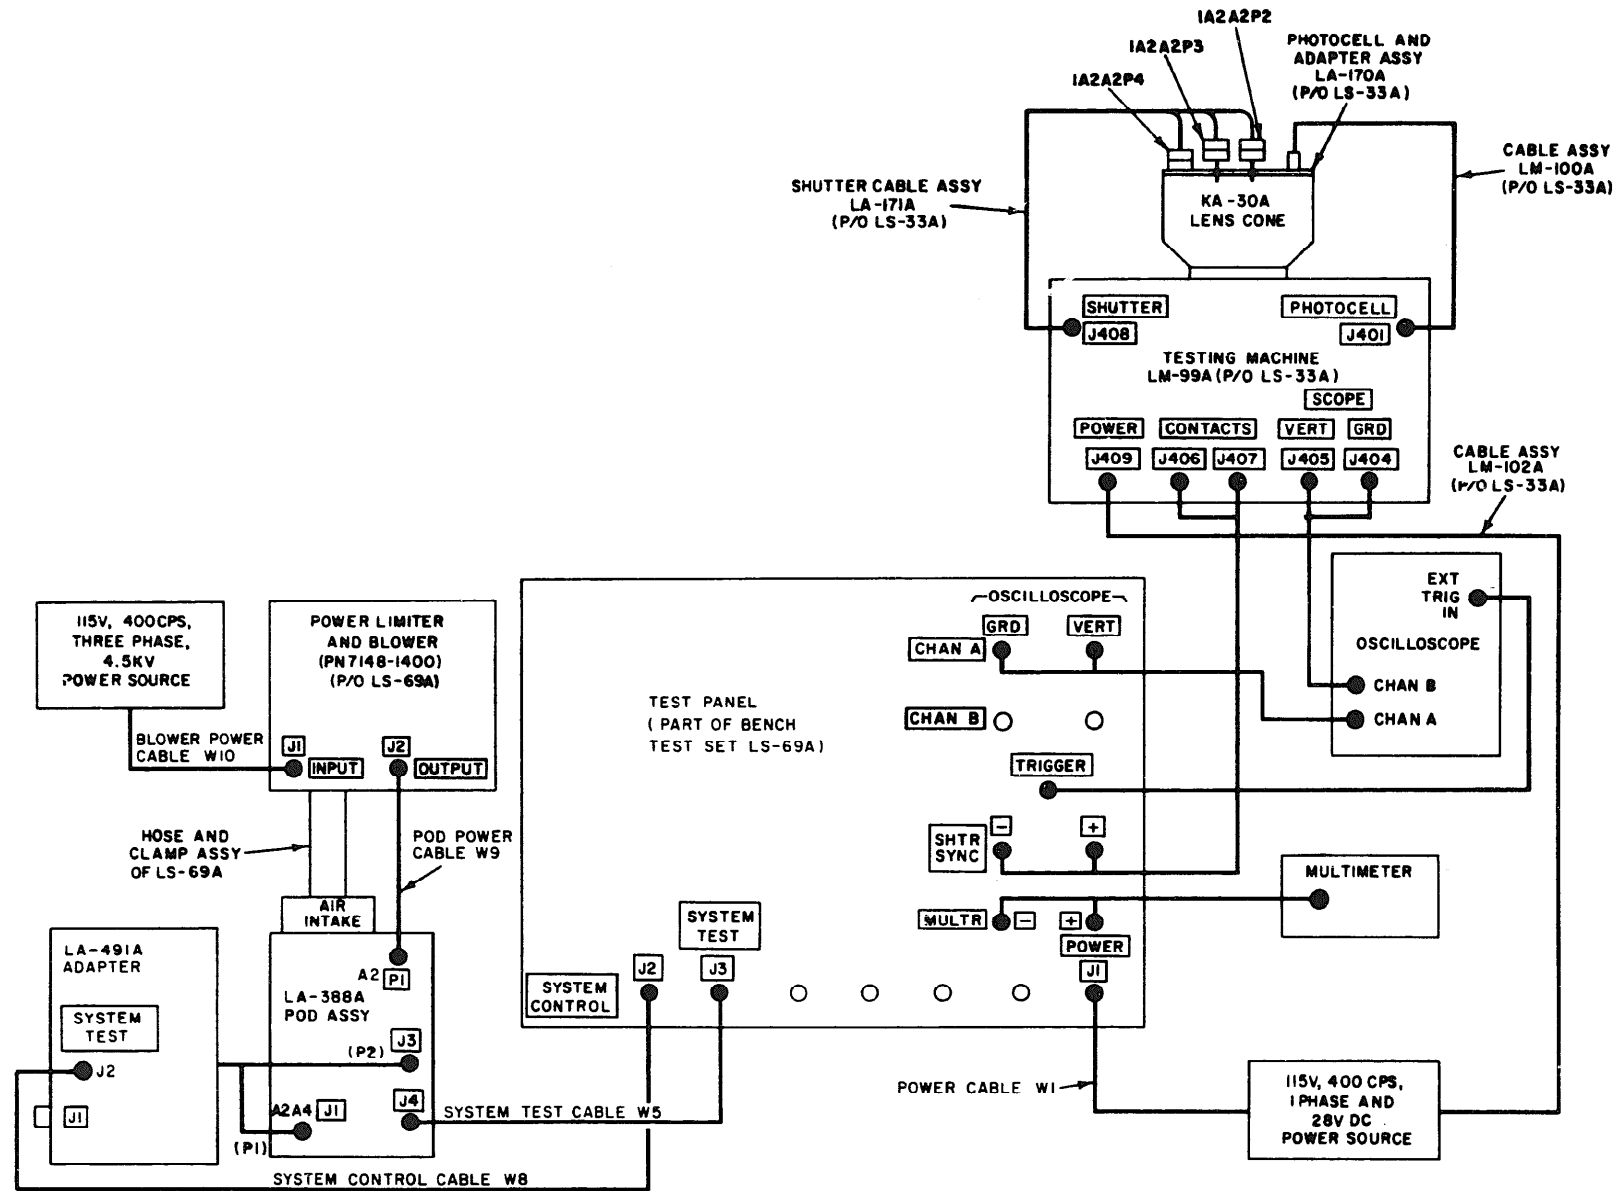 1A2A2P2
1A2A2P3
1A2A2P4
PHOTOCELL AND
ADAPTER ASSY
LA-170A
(P/O LS-33A)
CABLE ASSY
LM-100A
(P/O LS-33A)
SHUTTER CABLE ASSY
LA-171A
(P/O LS-33A)
KA-30A
LENS CONE
SHUTTER
J408
PHOTOCELL
J401
TESTING MACHINE
LM-99A (P/O LS-33A)
SCOPE
POWER CONTACTS VERT GRD
J409 J406 J407 J405 J404
CABLE ASSY
LM-102A
(P/O LS-33A)
EXT
TRIG
IN
OSCILLOSCOPE
CHAN B
CHAN A
OSCILLOSCOPE
GRD VERT
CHAN A
CHAN B
TRIGGER
TEST PANEL
( PART OF BENCH
TEST SET LS-69A)
SHTR
SYNC
- +
MULTR - +
POWER
J1
SYSTEM
TEST
J2 J3
SYSTEM
CONTROL
MULTIMETER
115V, 400CPS,
THREE PHASE,
4.5KV
POWER SOURCE
BLOWER POWER
CABLE W10
POWER LIMITER
AND BLOWER
(PN7148-1400)
(P/O LS-69A)
J1 INPUT
J2 OUTPUT
HOSE AND
CLAMP ASSY
OF LS-69A
POD POWER
CABLE W9
AIR
INTAKE
A2 P1
LA-388A
POD ASSY
J3
(P2)
J4
A2A4 J1
(P1)
LA-491A
ADAPTER
SYSTEM
TEST
J2
J1
SYSTEM TEST CABLE W5
SYSTEM CONTROL CABLE W8
POWER CABLE W1
115V, 400 CPS,
1 PHASE AND
28V DC
POWER SOURCE